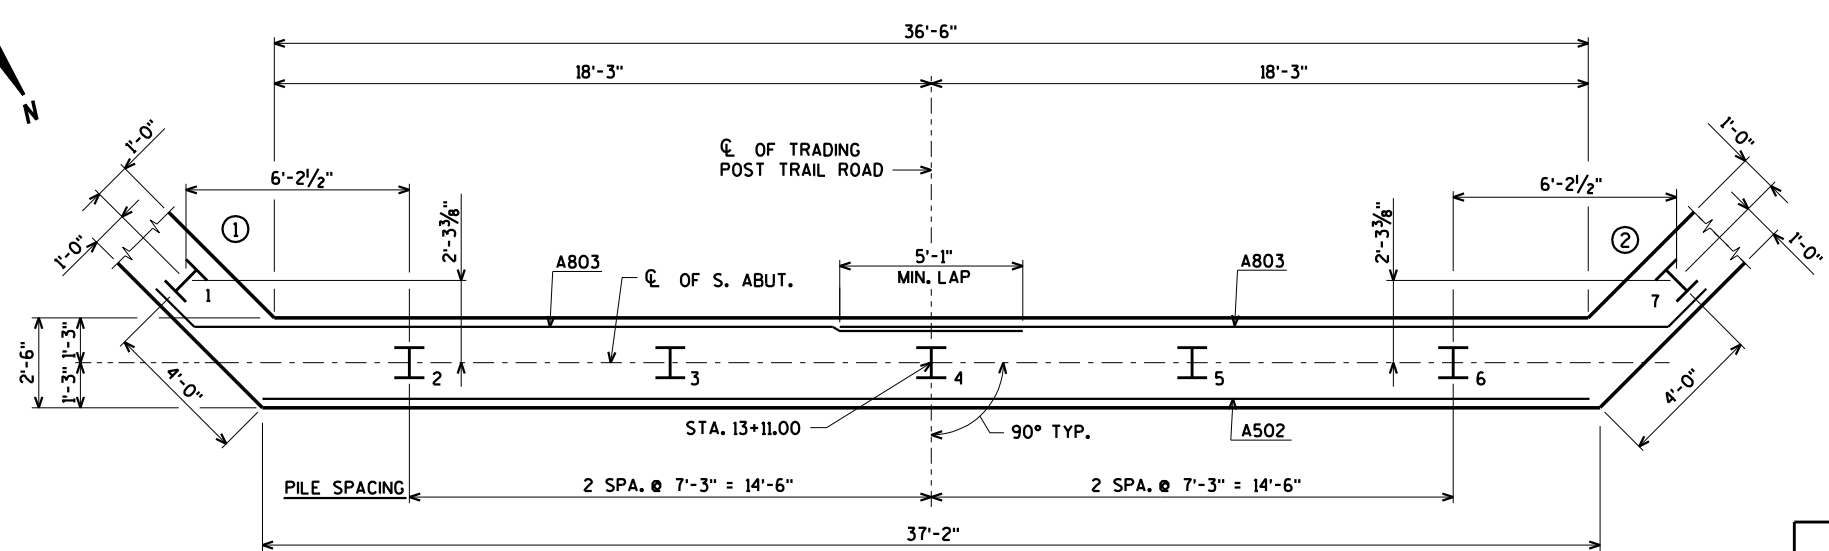 36'-6"
18'-3"
18'-3"
N
1'-0"
1'-0"
℄ OF TRADING
POST TRAIL ROAD
6'-2½"
6'-2½"
1
2
2'-3⅜"
2'-3⅜"
1'-0"
1'-0"
A803
5'-1"
MIN. LAP
A803
℄ OF S. ABUT.
1
7
2'-6"
1'-3"
1'-3"
2
3
4
5
6
4'-0"
4'-0"
STA. 13+11.00
90° TYP.
A502
PILE SPACING
2 SPA. @ 7'-3" = 14'-6"
2 SPA. @ 7'-3" = 14'-6"
37'-2"